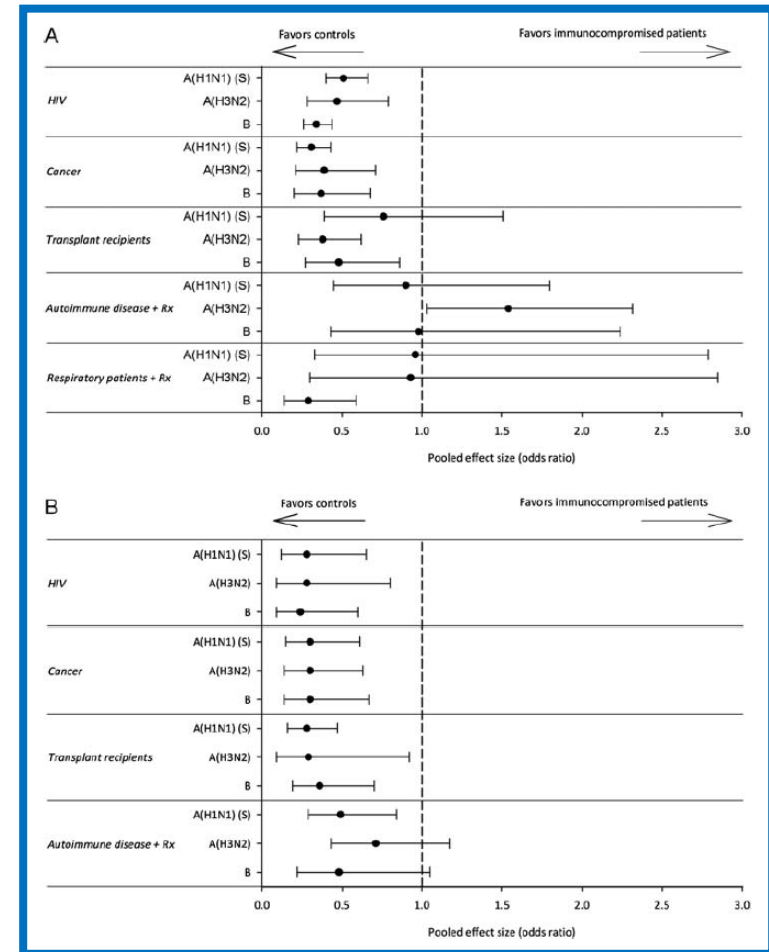 A
Favors controls
Favors immunocompromised patients
HIV
A(H1N1) (S)
A(H3N2)
B
Cancer
A(H1N1) (S)
A(H3N2)
B
Transplant recipients
A(H1N1) (S)
A(H3N2)
B
Autoimmune disease + Rx
A(H1N1) (S)
A(H3N2)
B
Respiratory patients + Rx
A(H1N1) (S)
A(H3N2)
B
0.0 0.5 1.0 1.5 2.0 2.5 3.0
Pooled effect size (odds ratio)
B
Favors controls
Favors immunocompromised patients
HIV
A(H1N1) (S)
A(H3N2)
B
Cancer
A(H1N1) (S)
A(H3N2)
B
Transplant recipients
A(H1N1) (S)
A(H3N2)
B
Autoimmune disease + Rx
A(H1N1) (S)
A(H3N2)
B
0.0 0.5 1.0 1.5 2.0 2.5 3.0
Pooled effect size (odds ratio)